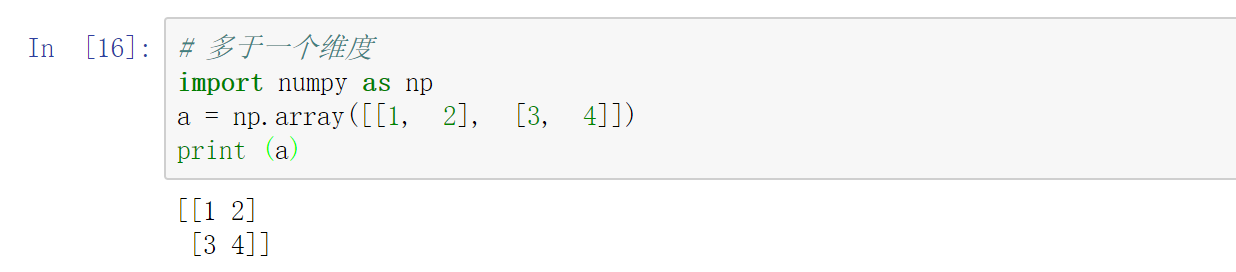 In [16]: # 多于一个维度
import numpy as np
a = np.array([[1,  2],  [3,  4]])
print (a)
[[1 2]
 [3 4]]